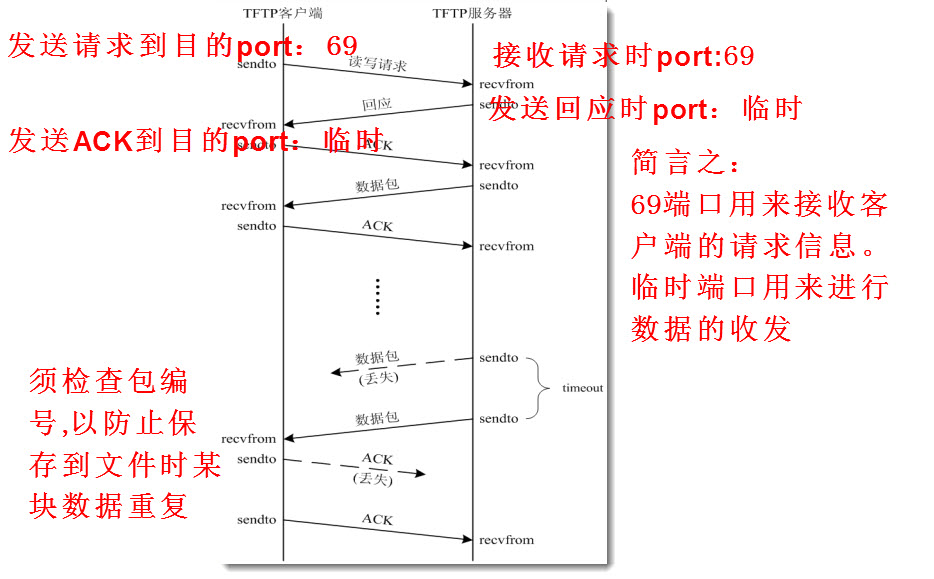 TFTP客户端
TFTP服务器
发送请求到目的port：69
接收请求时port:69
sendto
读写请求
recvfrom
回应
sendto
发送回应时port：临时
recvfrom
发送ACK到目的port：临时
sendto
ACK
recvfrom
简言之：
69端口用来接收客
户端的请求信息。
临时端口用来进行
数据的收发
数据包
sendto
recvfrom
sendto
ACK
recvfrom
数据包
(丢失)
sendto
timeout
须检查包编
号,以防止保
存到文件时某
块数据重复
数据包
sendto
recvfrom
sendto
ACK
(丢失)
sendto
ACK
recvfrom